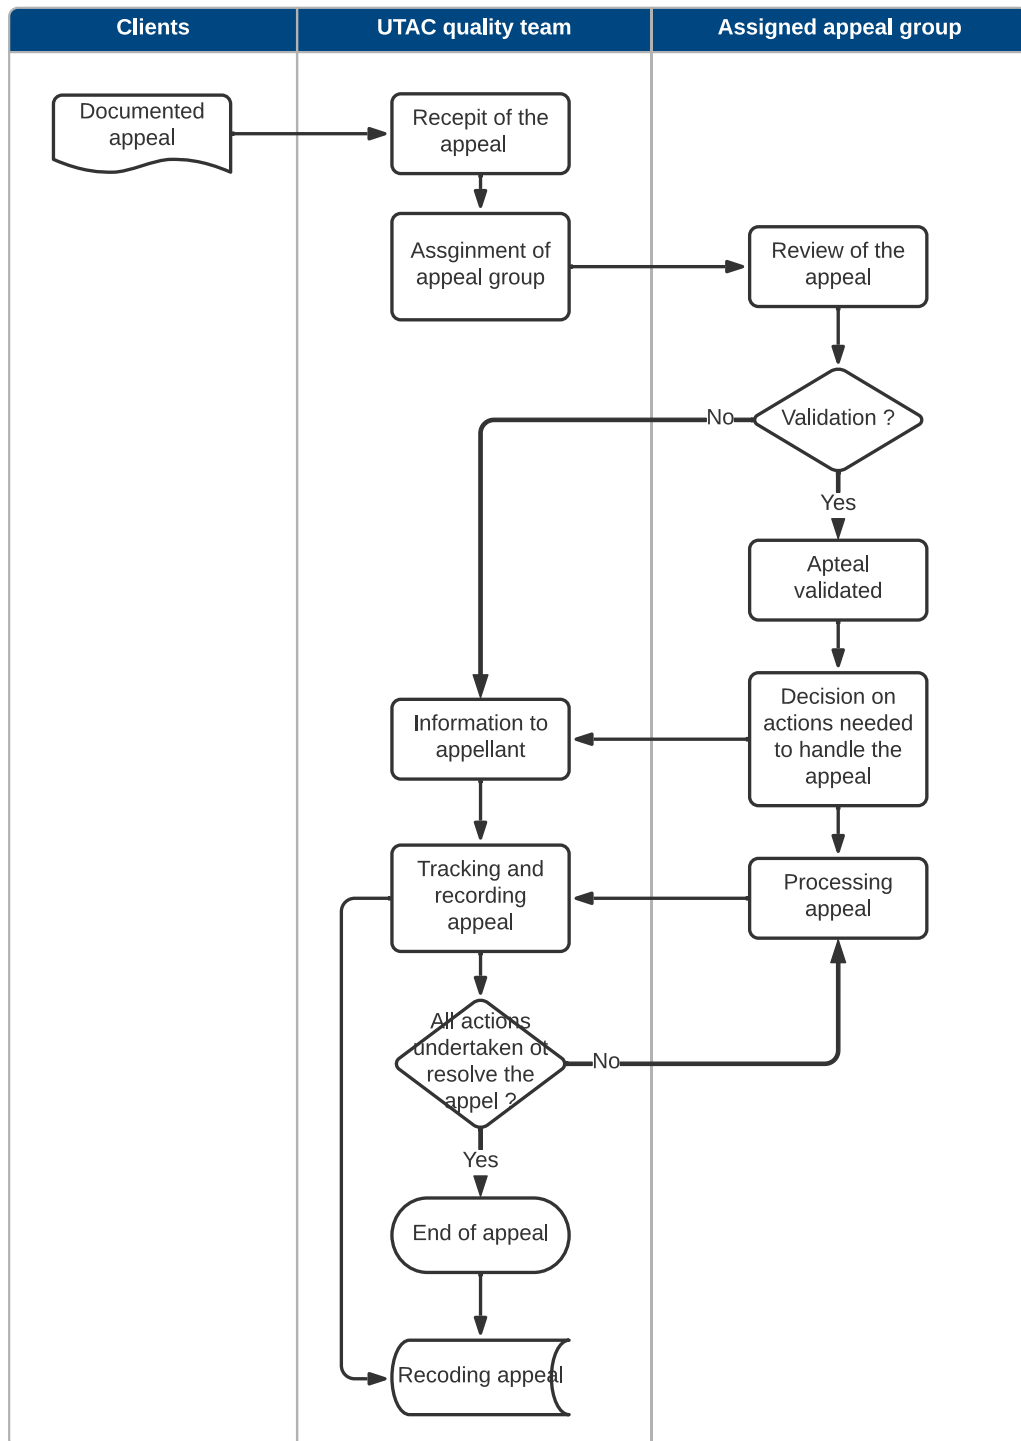 Clients
UTAC quality team
Assigned appeal group
Documented
appeal
Recepit of the
appeal
Assginment of
appeal group
Review of the
appeal
Validation ?
No
Yes
Apteal
validated
Decision on
actions needed
to handle the
appeal
Information to
appellant
Tracking and
recording
appeal
Processing
appeal
All actions
undertaken ot
resolve the
appel ?
No
Yes
End of appeal
Recoding appeal